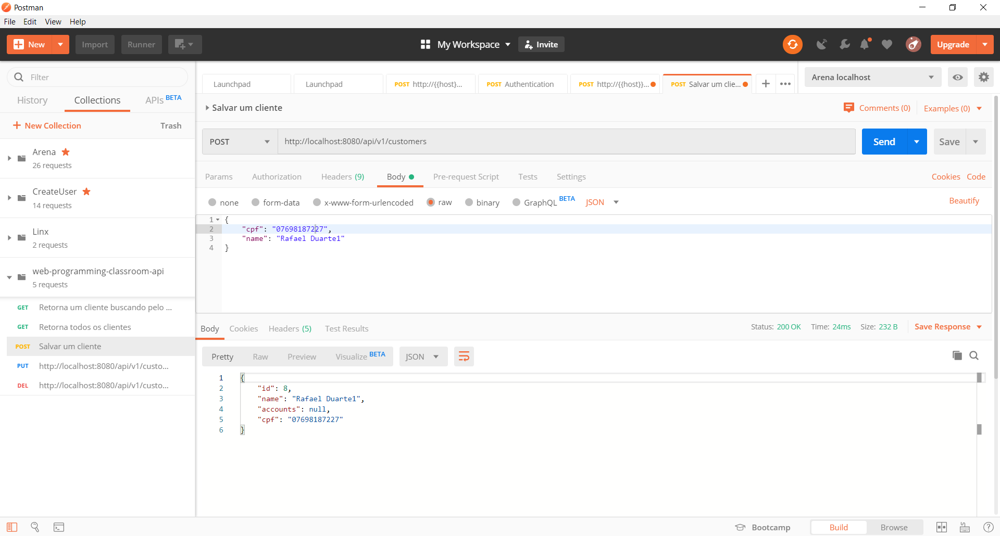 Postman
File Edit View Help
New Import Runner My Workspace Invite Upgrade
Filter
History Collections APIs BETA
New Collection Trash
Arena
26 requests
CreateUser
14 requests
Linx
2 requests
web-programming-classroom-api
5 requests
GET Retorna um cliente buscando pelo ...
GET Retorna todos os clientes
POST Salvar um cliente
PUT http://localhost:8080/api/v1/custo...
DEL http://localhost:8080/api/v1/custo...
Launchpad Launchpad POST http://{{host}... POST Authentication POST http://{{host}}... POST Salvar um clie... Arena localhost
Salvar um cliente Comments (0) Examples (0)
POST http://localhost:8080/api/v1/customers Send Save
Params Authorization Headers (9) Body Pre-request Script Tests Settings Cookies Code
none form-data x-www-form-urlencoded raw binary GraphQL BETA JSON Beautify
1 {
2 "cpf": "07698187227",
3 "name": "Rafael Duarte1"
4 }
Body Cookies Headers (5) Test Results Status: 200 OK Time: 24ms Size: 232 B Save Response
Pretty Raw Preview Visualize BETA JSON
1 {
2 "id": 8,
3 "name": "Rafael Duarte1",
4 "accounts": null,
5 "cpf": "07698187227"
6 }
Bootcamp Build Browse